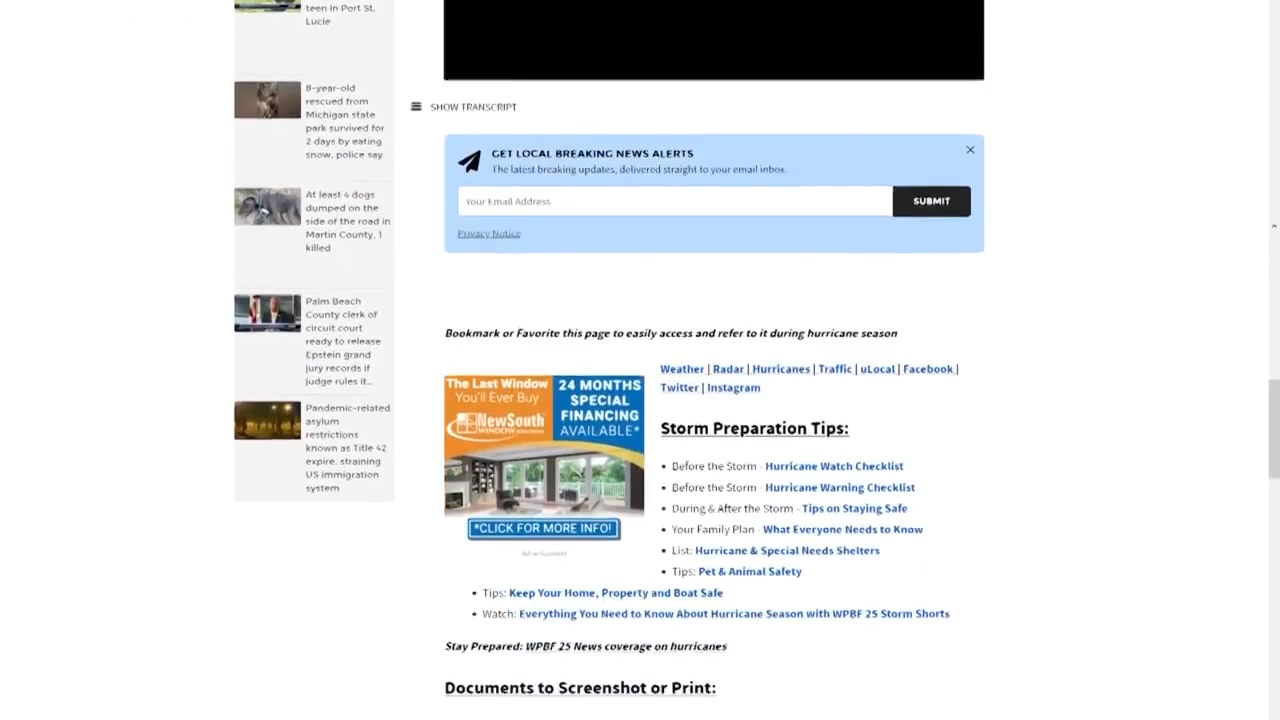 teen in Port St.
Lucie
8-year-old
rescued from
Michigan state
park survived for
2 days by eating
snow, police say
At least 4 dogs
dumped on the
side of the road in
Martin County, 1
killed
Palm Beach
County clerk of
circuit court
ready to release
Epstein grand
jury records if
judge rules it...
Pandemic-related
asylum
restrictions
known as Title 42
expire, straining
US immigration
system
SHOW TRANSCRIPT
GET LOCAL BREAKING NEWS ALERTS
The latest breaking updates, delivered straight to your email inbox.
Your Email Address
SUBMIT
Privacy Notice
Bookmark or Favorite this page to easily access and refer to it during hurricane season
The Last Window
You'll Ever Buy
NewSouth
24 MONTHS
SPECIAL
FINANCING
AVAILABLE*
*CLICK FOR MORE INFO!
Advertisement
Weather | Radar | Hurricanes | Traffic | uLocal | Facebook |
Twitter | Instagram
Storm Preparation Tips:
• Before the Storm - Hurricane Watch Checklist
• Before the Storm - Hurricane Warning Checklist
• During & After the Storm - Tips on Staying Safe
• Your Family Plan - What Everyone Needs to Know
• List: Hurricane & Special Needs Shelters
• Tips: Pet & Animal Safety
• Tips: Keep Your Home, Property and Boat Safe
• Watch: Everything You Need to Know About Hurricane Season with WPBF 25 Storm Shorts
Stay Prepared: WPBF 25 News coverage on hurricanes
Documents to Screenshot or Print: